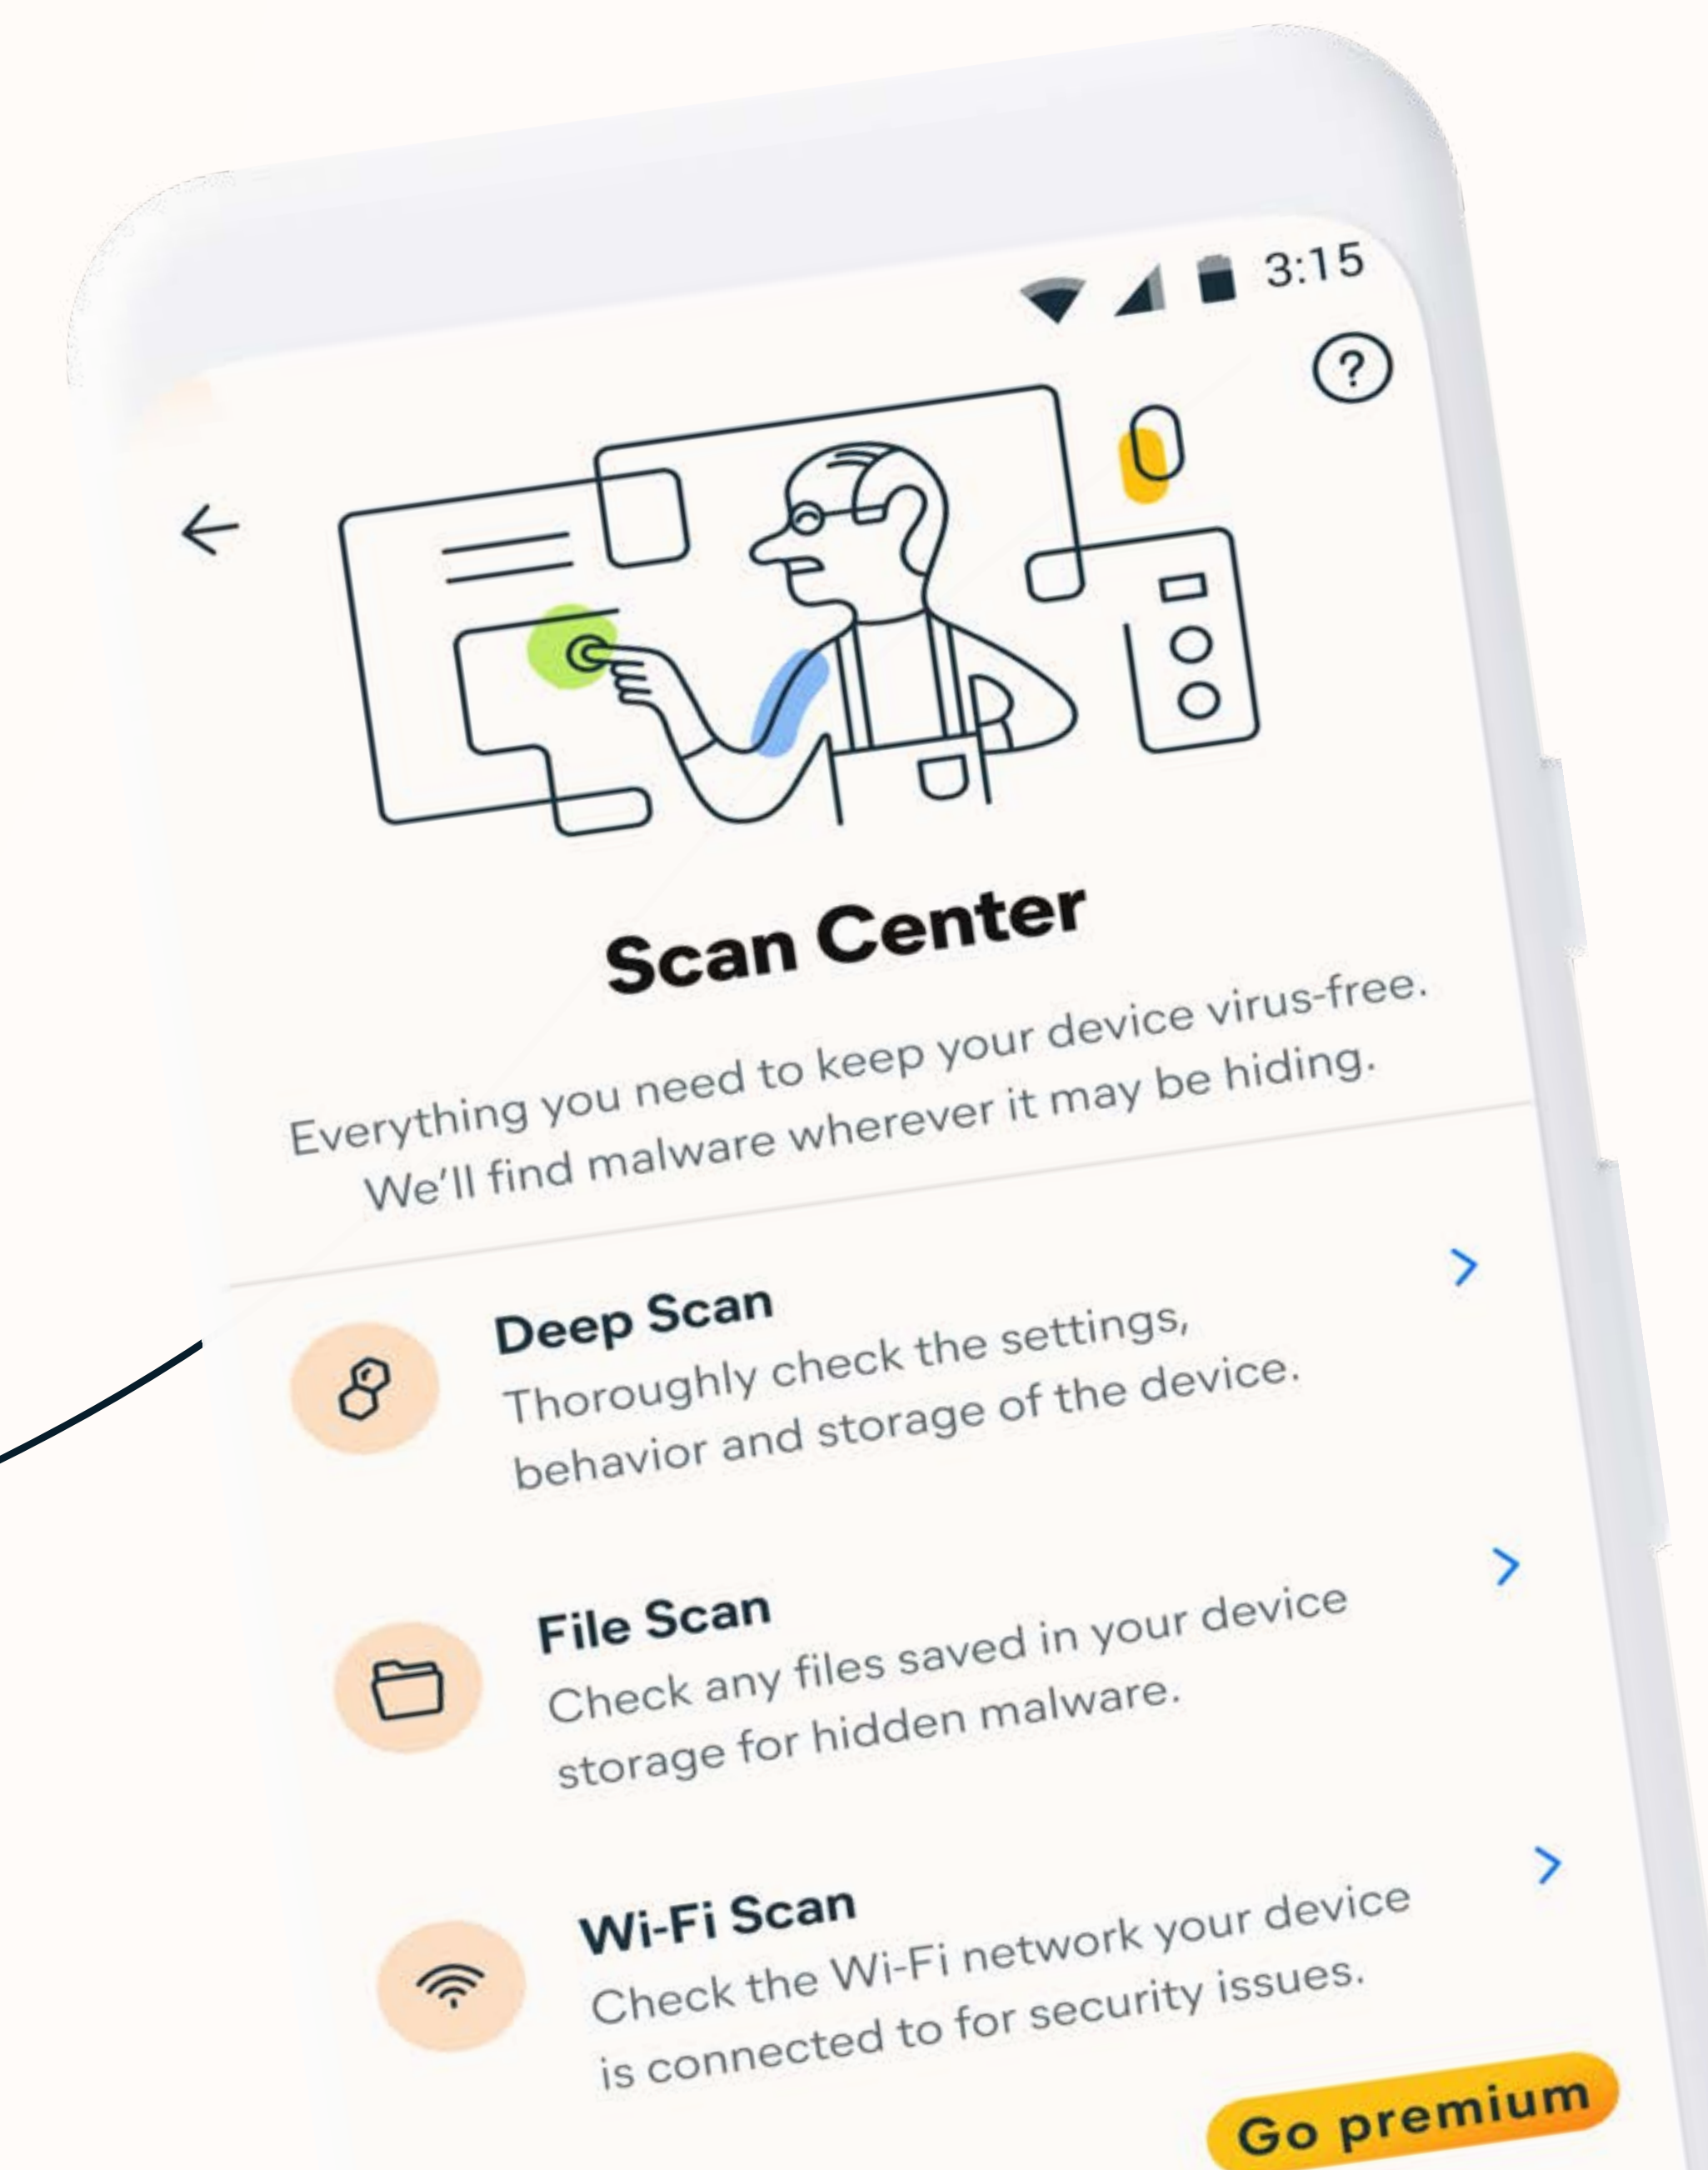 3:15
?
Scan Center
Everything you need to keep your device virus-free.
We'll find malware wherever it may be hiding.
Deep Scan
Thoroughly check the settings,
behavior and storage of the device.
File Scan
Check any files saved in your device
storage for hidden malware.
Wi-Fi Scan
Check the Wi-Fi network your device
is connected to for security issues.
Go premium